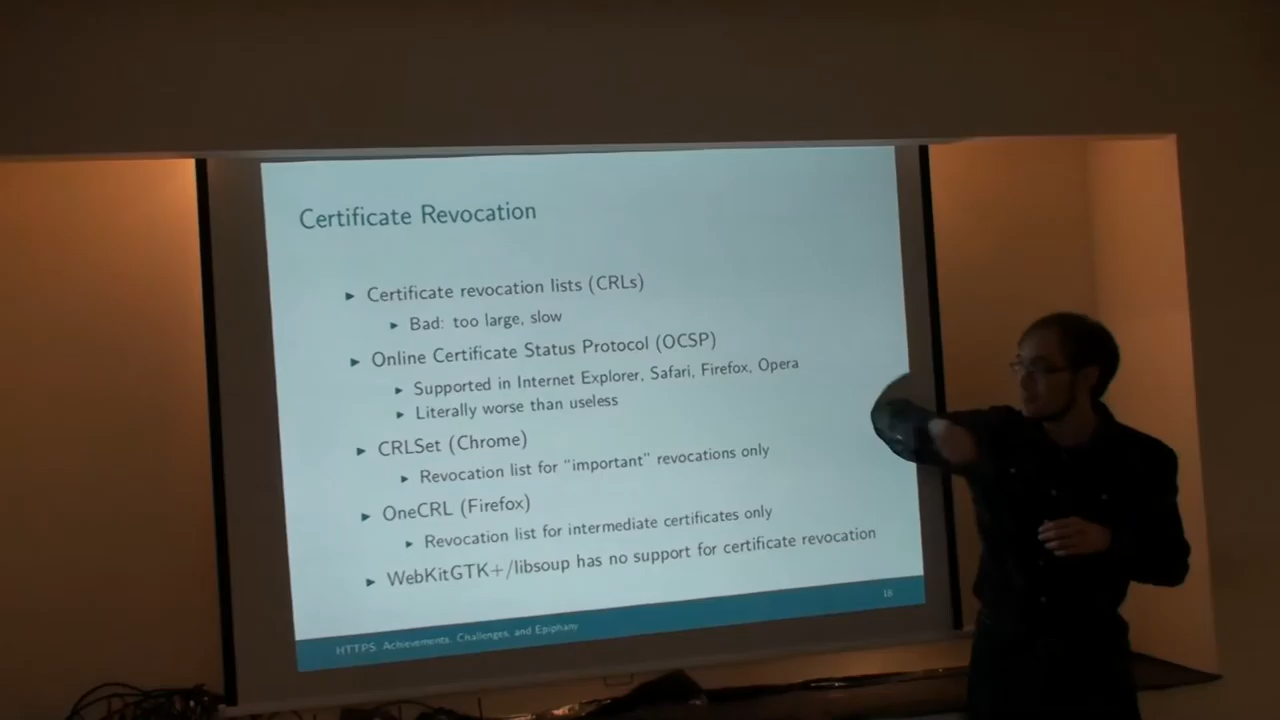 Certificate Revocation
▶ Certificate revocation lists (CRLs)
▶ Bad: too large, slow
▶ Online Certificate Status Protocol (OCSP)
▶ Supported in Internet Explorer, Safari, Firefox, Opera
▶ Literally worse than useless
▶ CRLSet (Chrome)
▶ Revocation list for "important" revocations only
▶ OneCRL (Firefox)
▶ Revocation list for intermediate certificates only
▶ WebKitGTK+/libsoup has no support for certificate revocation
18
HTTPS: Achievements, Challenges, and Epiphany